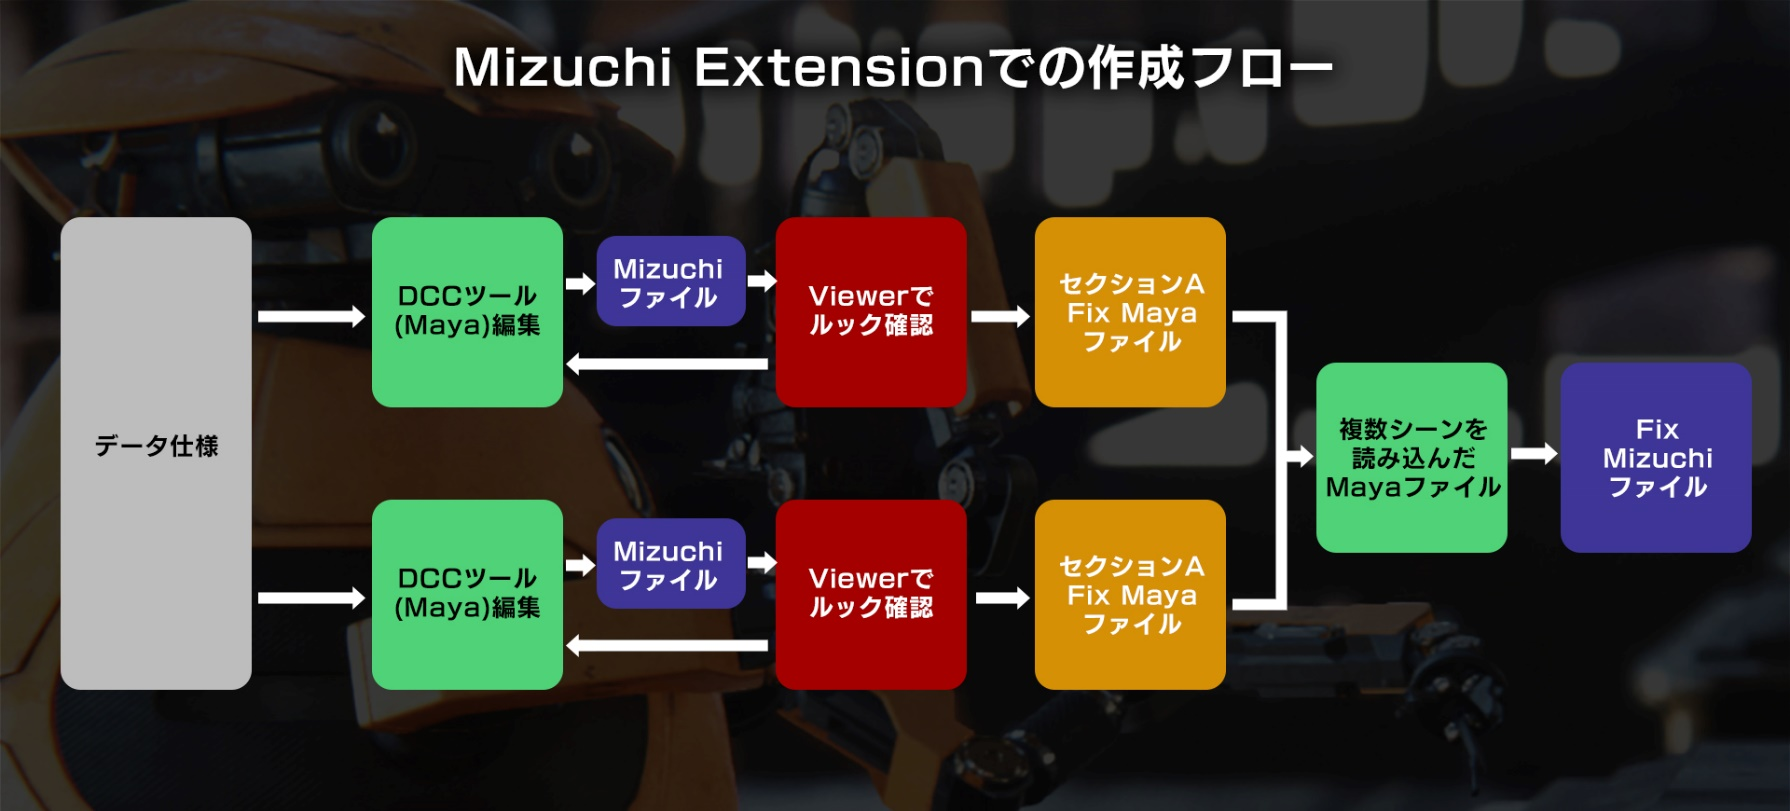 Mizuchi Extensionでの作成フロー
データ仕様
DCCツール
(Maya)編集
Mizuchi
ファイル
Viewerで
ルック確認
セクションA
Fix Maya
ファイル
DCCツール
(Maya)編集
Mizuchi
ファイル
Viewerで
ルック確認
セクションA
Fix Maya
ファイル
複数シーンを
読み込んだ
Mayaファイル
Fix
Mizuchi
ファイル